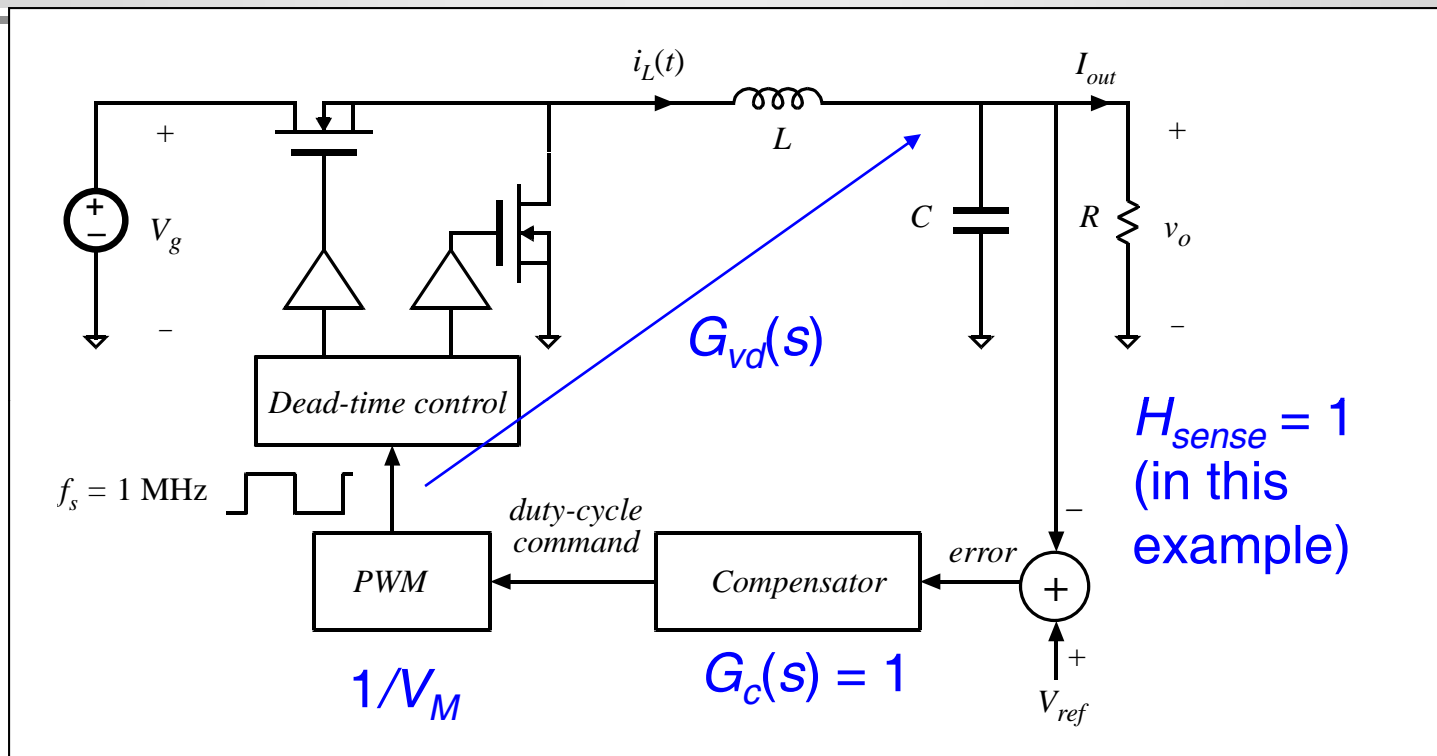 i_L(t)
I_out
+
L
+
+
−
V_g
C
R
v_o
−
−
G_vd(s)
Dead-time control
H_sense = 1
(in this
example)
f_s = 1 MHz
duty-cycle
command
−
error
PWM
Compensator
+
1/V_M
G_c(s) = 1
+
V_ref